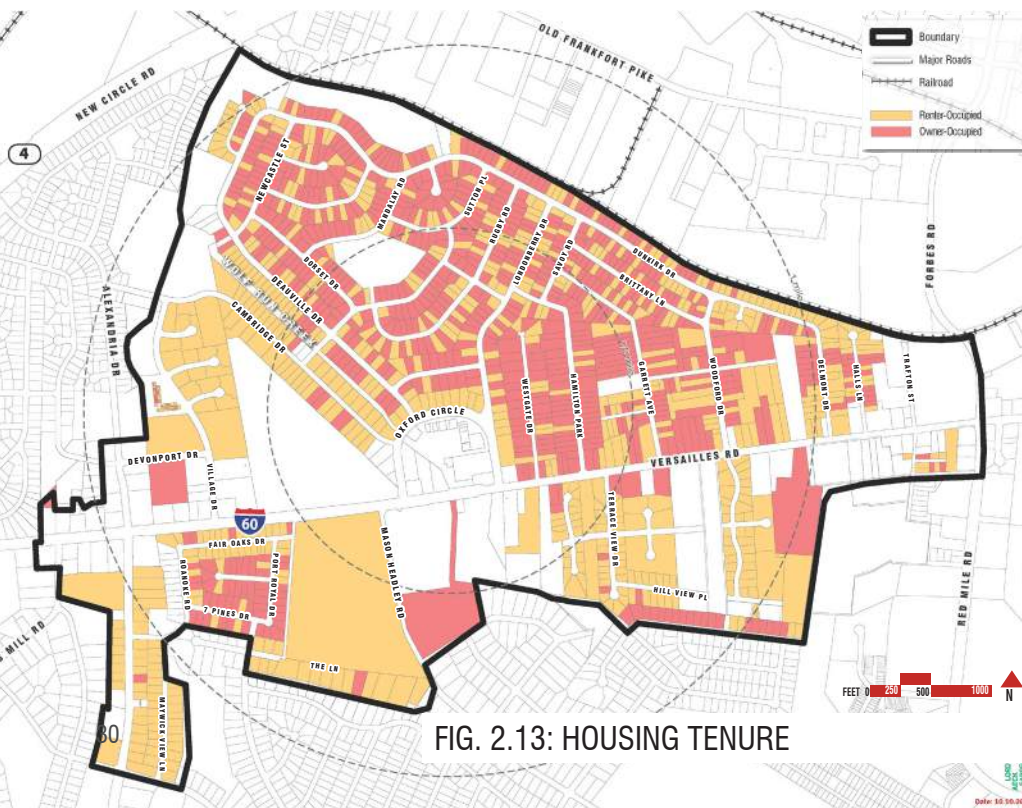 OLD FRANKFORT PIKE
NEW CIRCLE RD
4
Boundary
Major Roads
Railroad
Renter-Occupied
Owner-Occupied
FORBES RD
NEWCASTLE ST
MANDALAY RD
SUTTON PL
RUGBY RD
LONDONBERRY DR
SAVOY RD
DUNKIRK DR
BRITTANY LN
DORSET DR
DEAUVILLE DR
WOLF RUN CREEK
CAMBRIDGE DR
ALEXANDRIA DR
OXFORD CIRCLE
WESTGATE DR
HAMILTON PARK
GARRETT AVE
WOODFORD DR
DELMONT DR
HALLS LN
TRAFTON ST
VERSAILLES RD
DEVONPORT DR
VILLAGE DR
60
FAIR OAKS DR
ROANOKE RD
PORT ROYAL DR
7 PINES DR
MASON HEADLEY RD
TERRACE VIEW DR
HILL VIEW PL
RED MILE RD
MILL RD
THE LN
MAYWICK VIEW LN
FEET 0 250 500 1000
N
80
FIG. 2.13: HOUSING TENURE
LORD